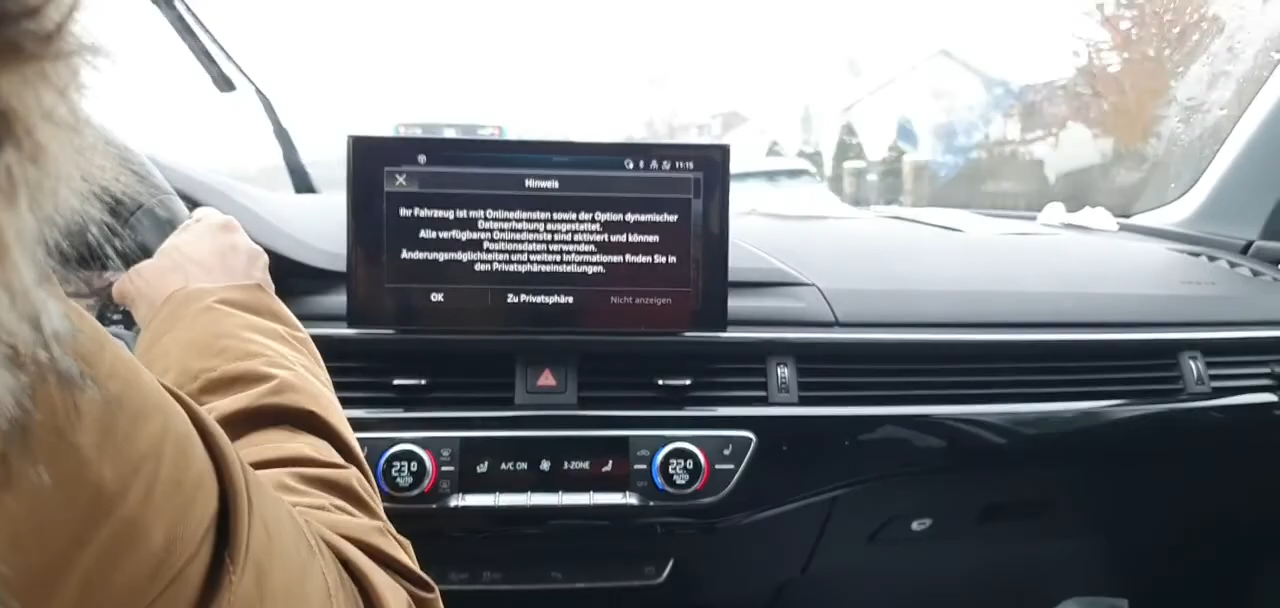 11:15
Hinweis
Ihr Fahrzeug ist mit Onlinediensten sowie der Option dynamischer
Datenerhebung ausgestattet.
Alle verfügbaren Onlinedienste sind aktiviert und können
Positionsdaten verwenden.
Änderungsmöglichkeiten und weitere Informationen finden Sie in
den Privatsphäreeinstellungen.
OK Zu Privatsphäre Nicht anzeigen
23.0 A/C ON 3-ZONE 22.0
AUTO AUTO